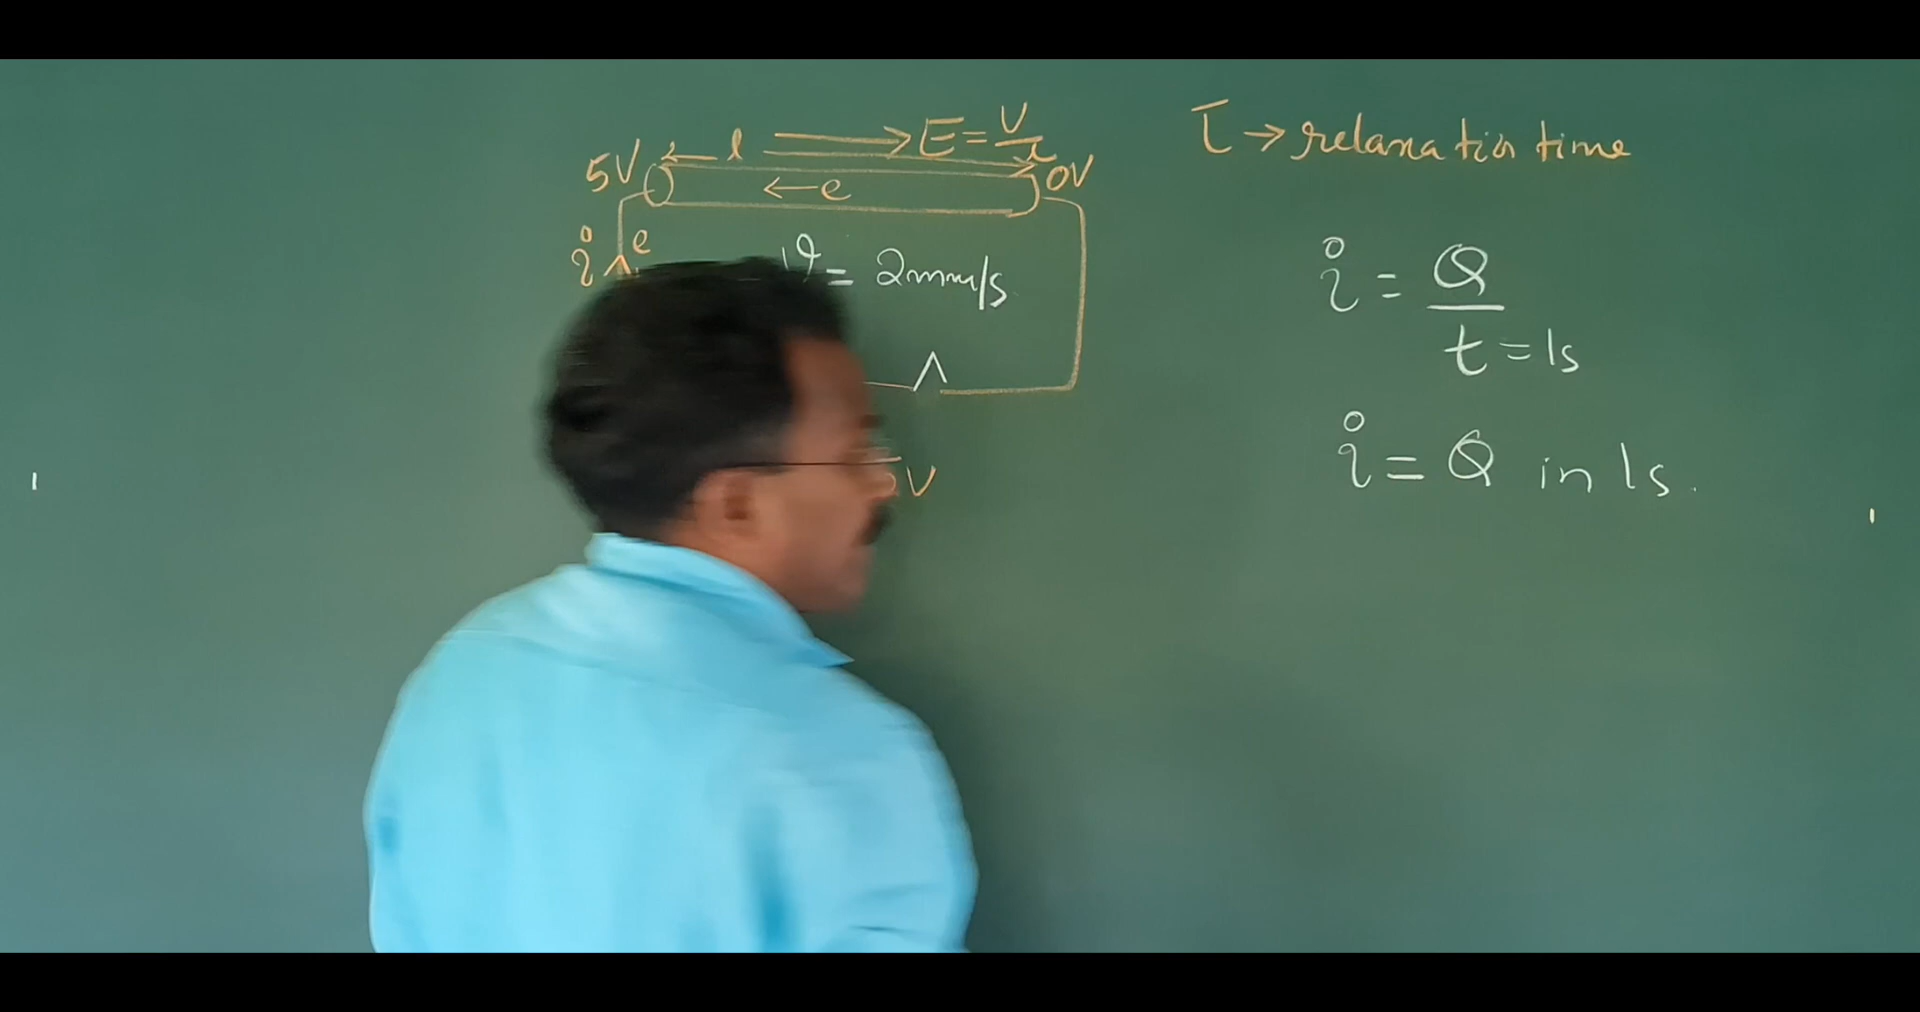 5V ← l → E = V/l 0V
← e
i e
v = 2mm/s
V
τ → relaxation time
i = Q
t = 1s
i = Q in 1s.